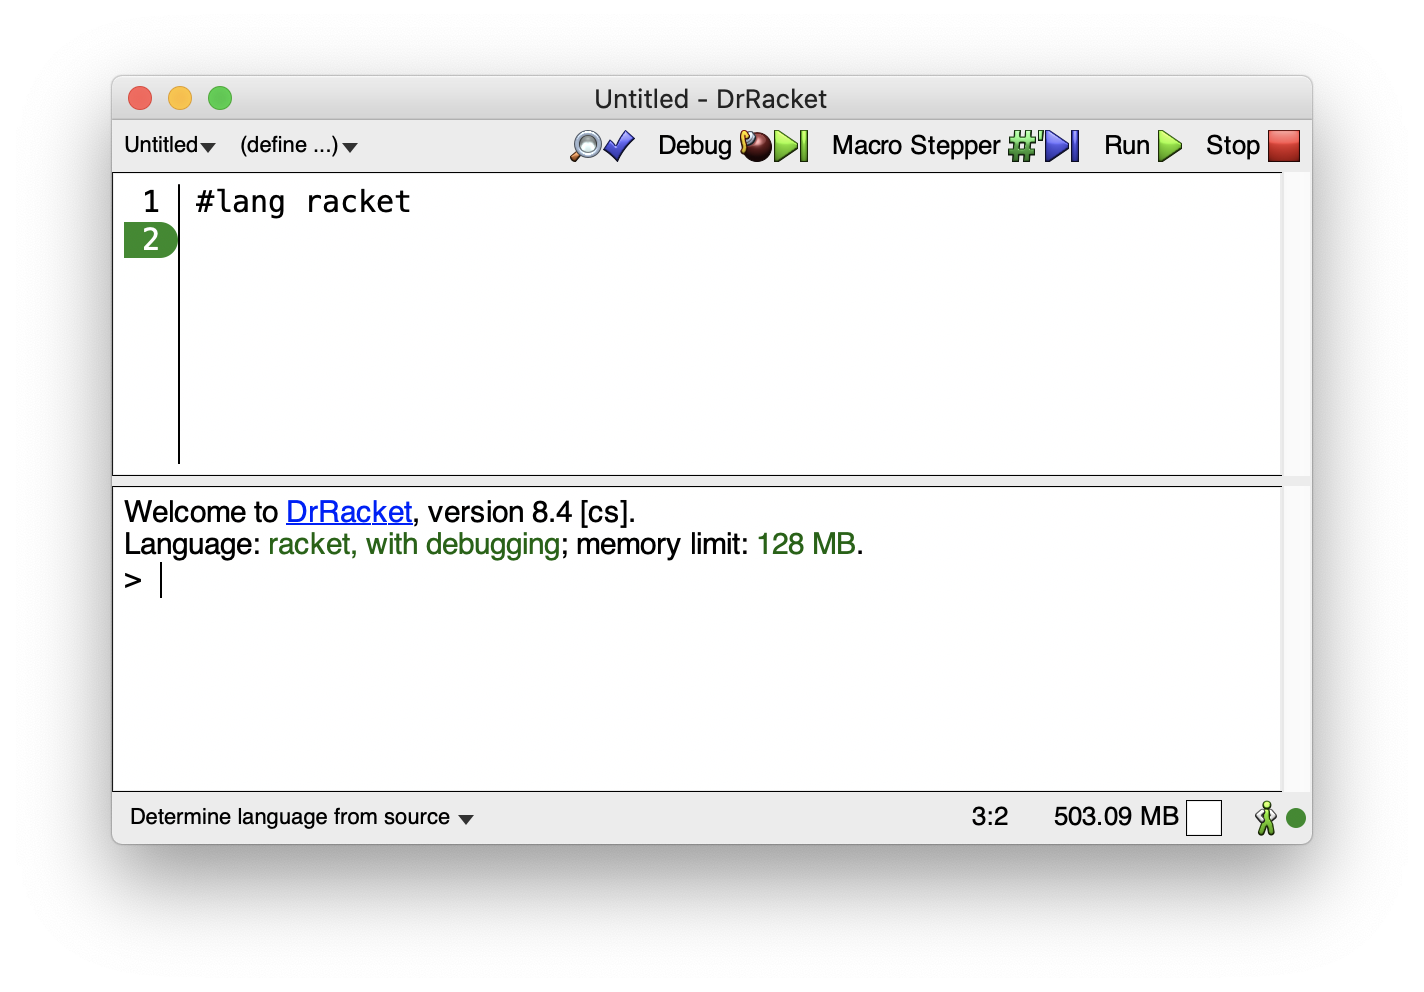 Untitled - DrRacket
Untitled (define ...) Debug Macro Stepper #' Run Stop
1 #lang racket
2
Welcome to DrRacket, version 8.4 [cs].
Language: racket, with debugging; memory limit: 128 MB.
>
Determine language from source 3:2 503.09 MB